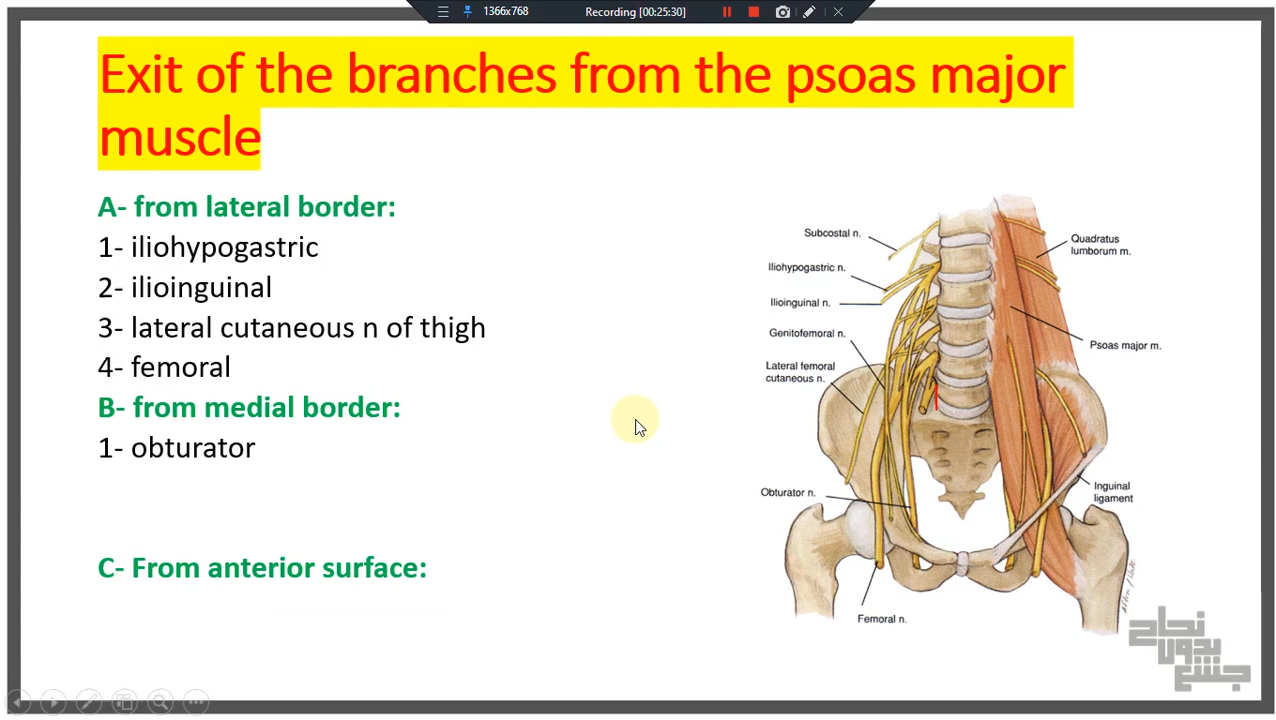 1366x768
Recording [00:25:30]
Exit of the branches from the psoas major
muscle
A- from lateral border:
1- iliohypogastric
2- ilioinguinal
3- lateral cutaneous n of thigh
4- femoral
B- from medial border:
1- obturator
C- From anterior surface:
Subcostal n.
Iliohypogastric n.
Ilioinguinal n.
Genitofemoral n.
Lateral femoral
cutaneous n.
Obturator n.
Femoral n.
Quadratus
lumborum m.
Psoas major m.
Inguinal
ligament
نجاح
بدون